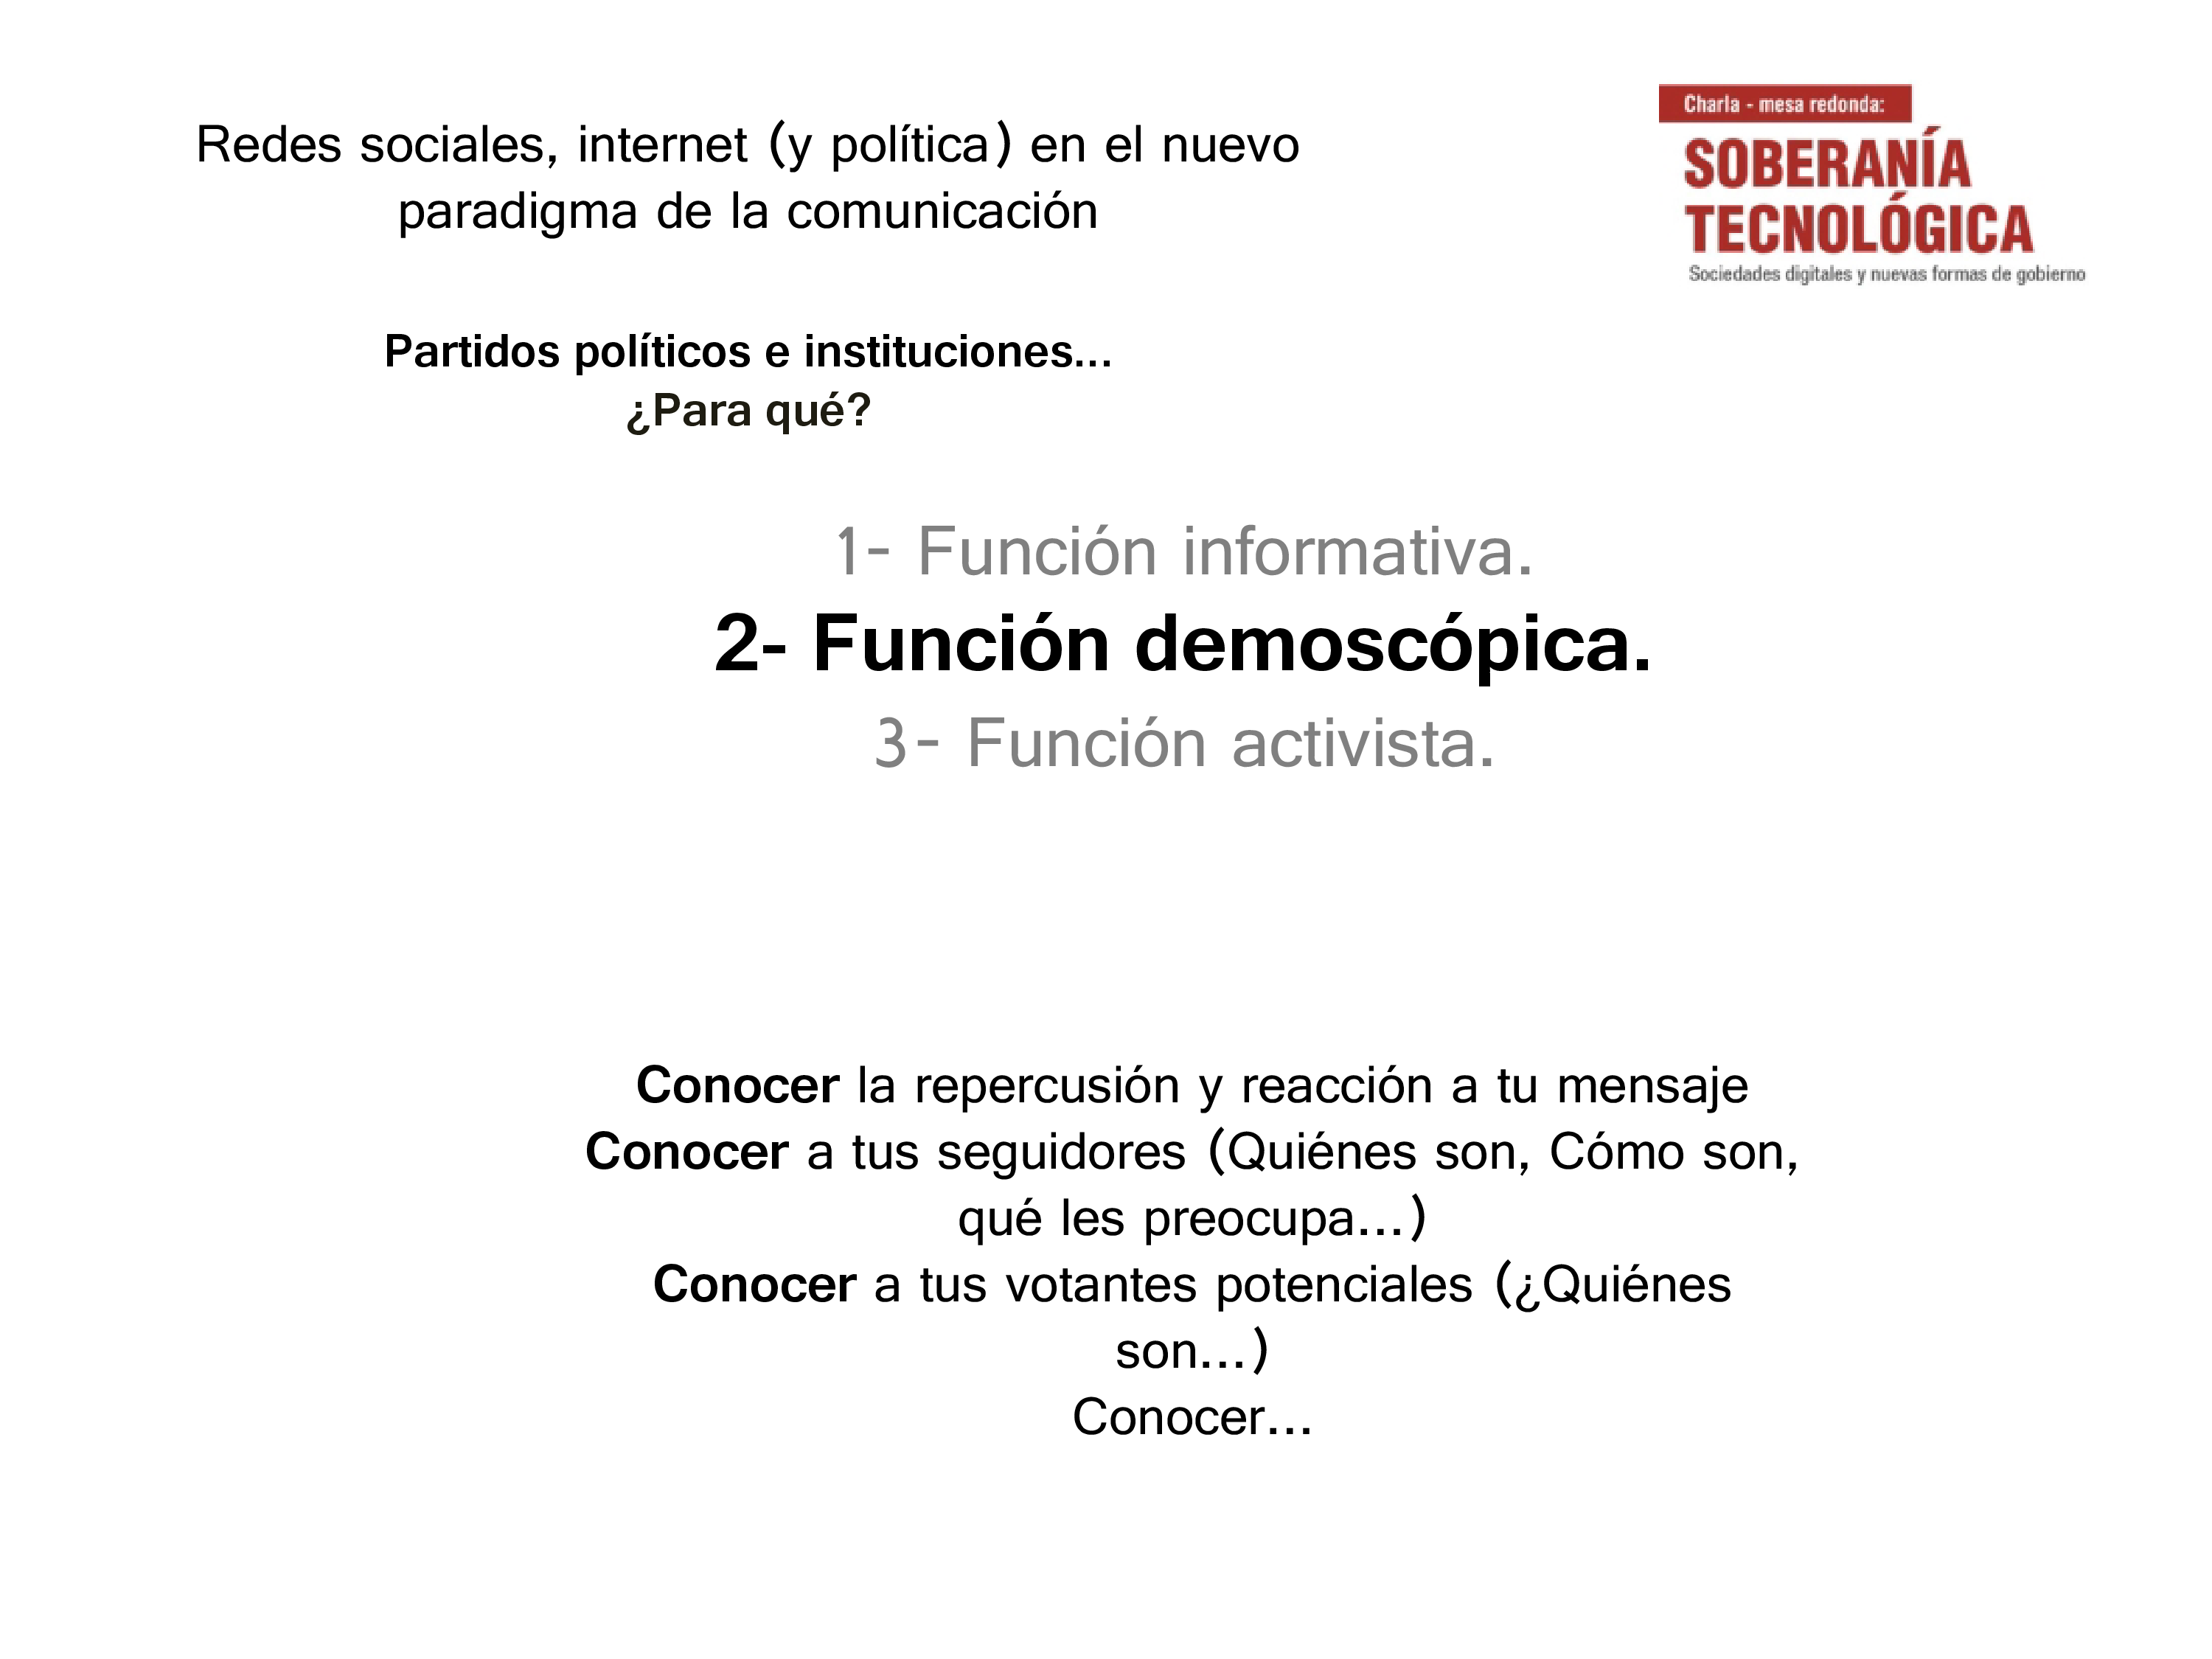 Redes sociales, internet (y política) en el nuevo
paradigma de la comunicación
Charla - mesa redonda:
SOBERANÍA
TECNOLÓGICA
Sociedades digitales y nuevas formas de gobierno
Partidos políticos e instituciones...
¿Para qué?
1- Función informativa.
2- Función demoscópica.
3- Función activista.
Conocer la repercusión y reacción a tu mensaje
Conocer a tus seguidores (Quiénes son, Cómo son,
qué les preocupa...)
Conocer a tus votantes potenciales (¿Quiénes
son...)
Conocer...